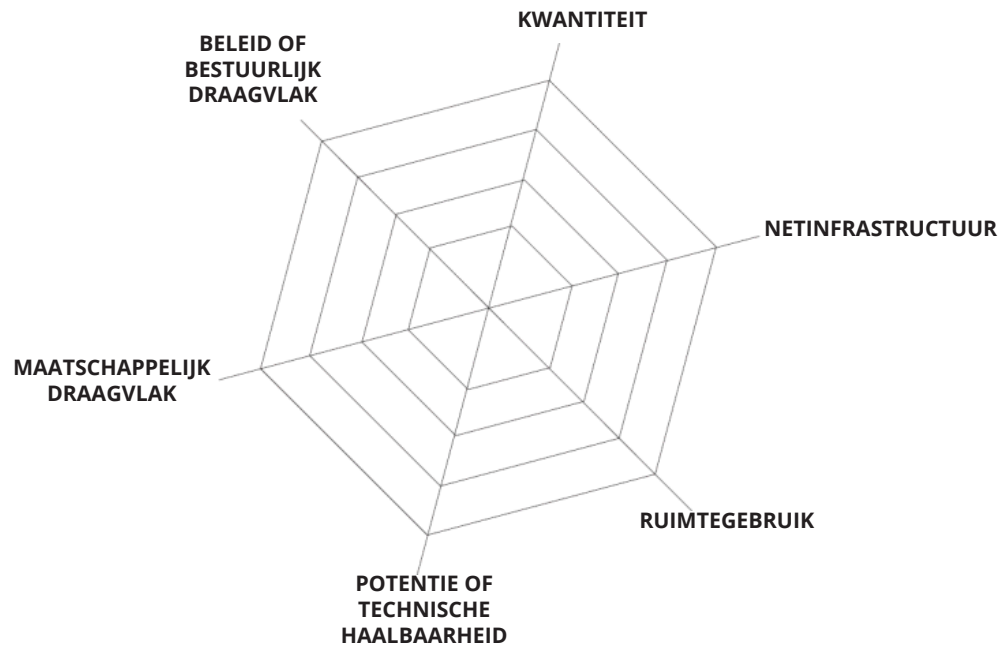 KWANTITEIT
BELEID OF
BESTUURLIJK
DRAAGVLAK
NETINFRASTRUCTUUR
MAATSCHAPPELIJK
DRAAGVLAK
RUIMTEGEBRUIK
POTENTIE OF
TECHNISCHE
HAALBAARHEID